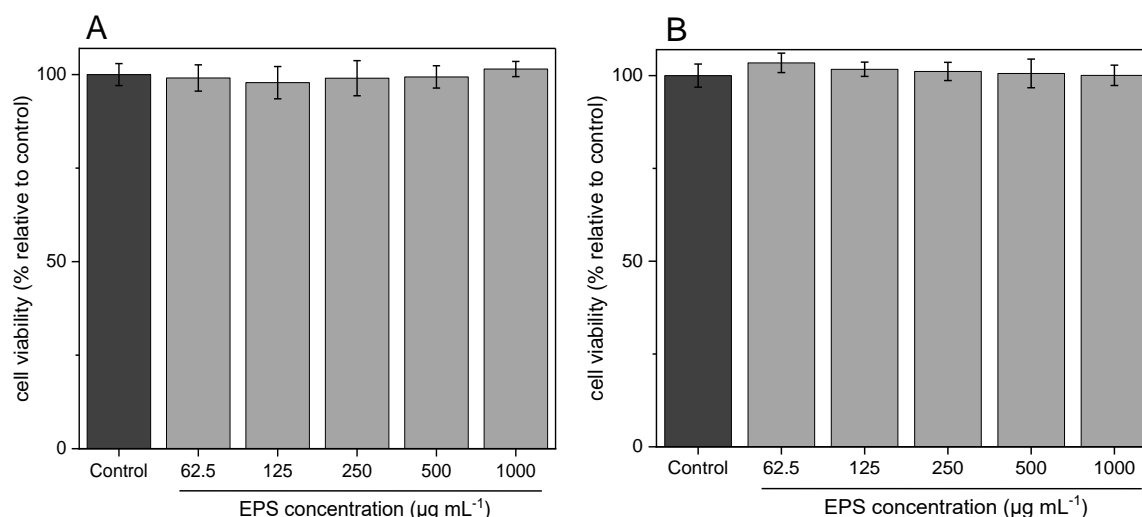 A
cell viability (% relative to control)
100
50
0
Control 62.5 125 250 500 1000
EPS concentration (µg mL⁻¹)
B
cell viability (% relative to control)
100
50
0
Control 62.5 125 250 500 1000
EPS concentration (µg mL⁻¹)